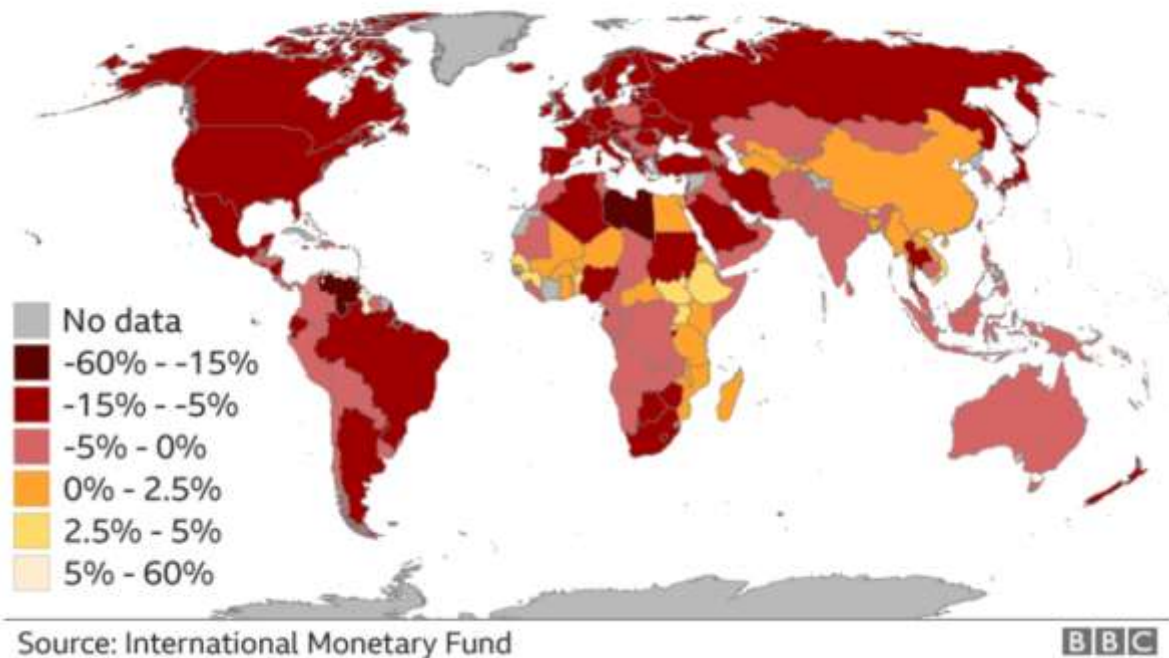 No data
-60% - -15%
-15% - -5%
-5% - 0%
0% - 2.5%
2.5% - 5%
5% - 60%
Source: International Monetary Fund
BBC